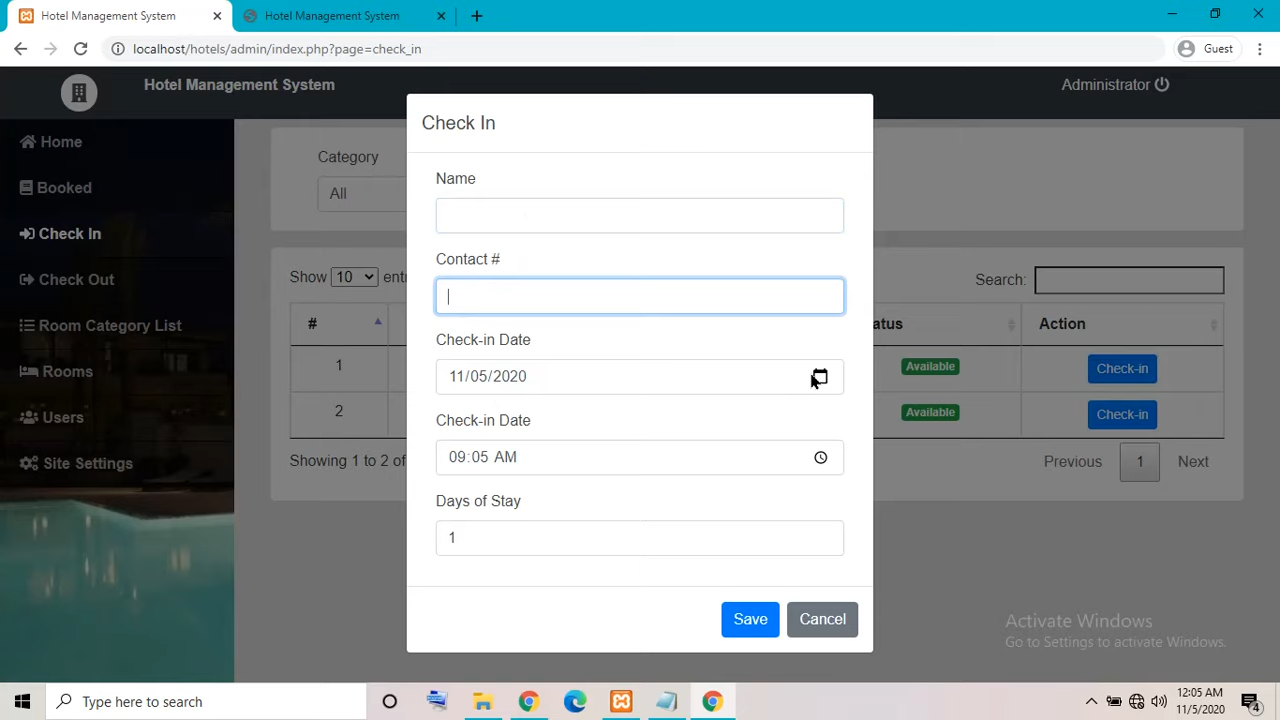 Hotel Management System
Hotel Management System
localhost/hotels/admin/index.php?page=check_in
Guest
Hotel Management System
Administrator
Home
Booked
Check In
Check Out
Room Category List
Rooms
Users
Site Settings
Category
All
Show 10
Search:
#
Action
1
Available
Check-in
2
Available
Check-in
Showing 1 to 2 of
Previous
1
Next
Check In
Name
Contact #
Check-in Date
11/05/2020
Check-in Date
09:05 AM
Days of Stay
1
Save
Cancel
Activate Windows
Go to Settings to activate Windows.
Type here to search
12:05 AM
11/5/2020
4